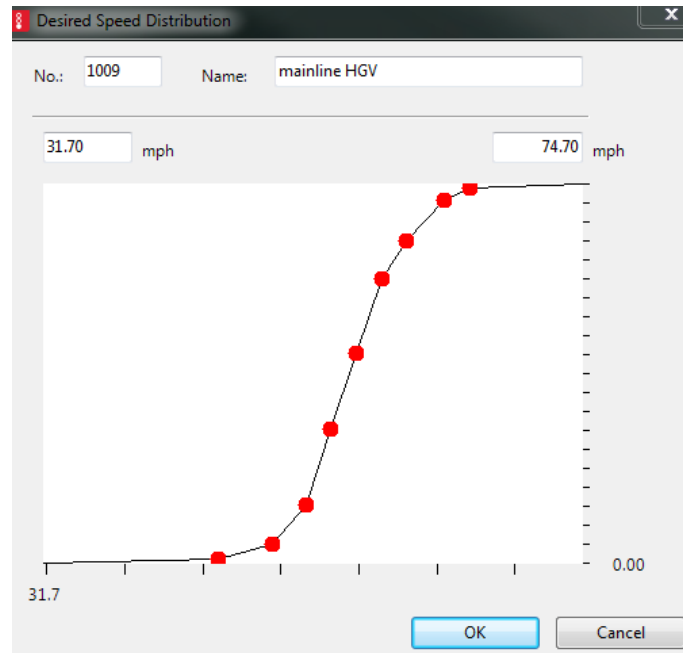 Desired Speed Distribution
x
No.: 1009 Name: mainline HGV
31.70 mph 74.70 mph
0.00
31.7
OK Cancel